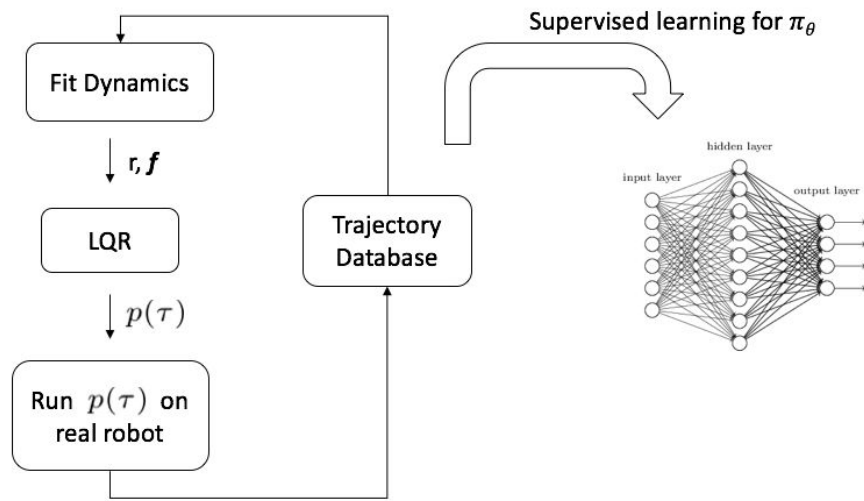 Supervised learning for π_θ
Fit Dynamics
r, f
LQR
p(τ)
Run p(τ) on
real robot
Trajectory
Database
hidden layer
input layer
output layer